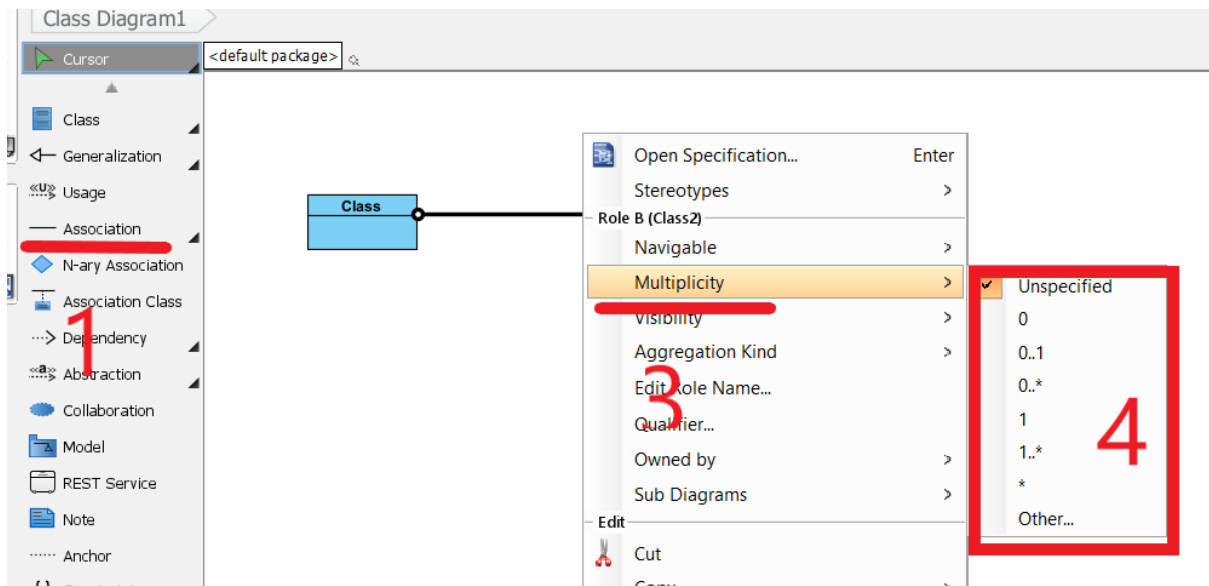 Class Diagram1
Cursor
<default package>
Class
Generalization
«U»
Usage
Association
N-ary Association
Association Class
1
Dependency
«a»
Abstraction
Collaboration
Model
REST Service
Note
Anchor
Class
Open Specification... Enter
Stereotypes >
Role B (Class2)
Navigable >
Multiplicity >
Visibility >
Aggregation Kind >
3
Edit Role Name...
Qualifier...
Owned by >
Sub Diagrams >
Edit
Cut
Copy
Unspecified
0
0..1
0..*
1
1..*
*
Other...
4